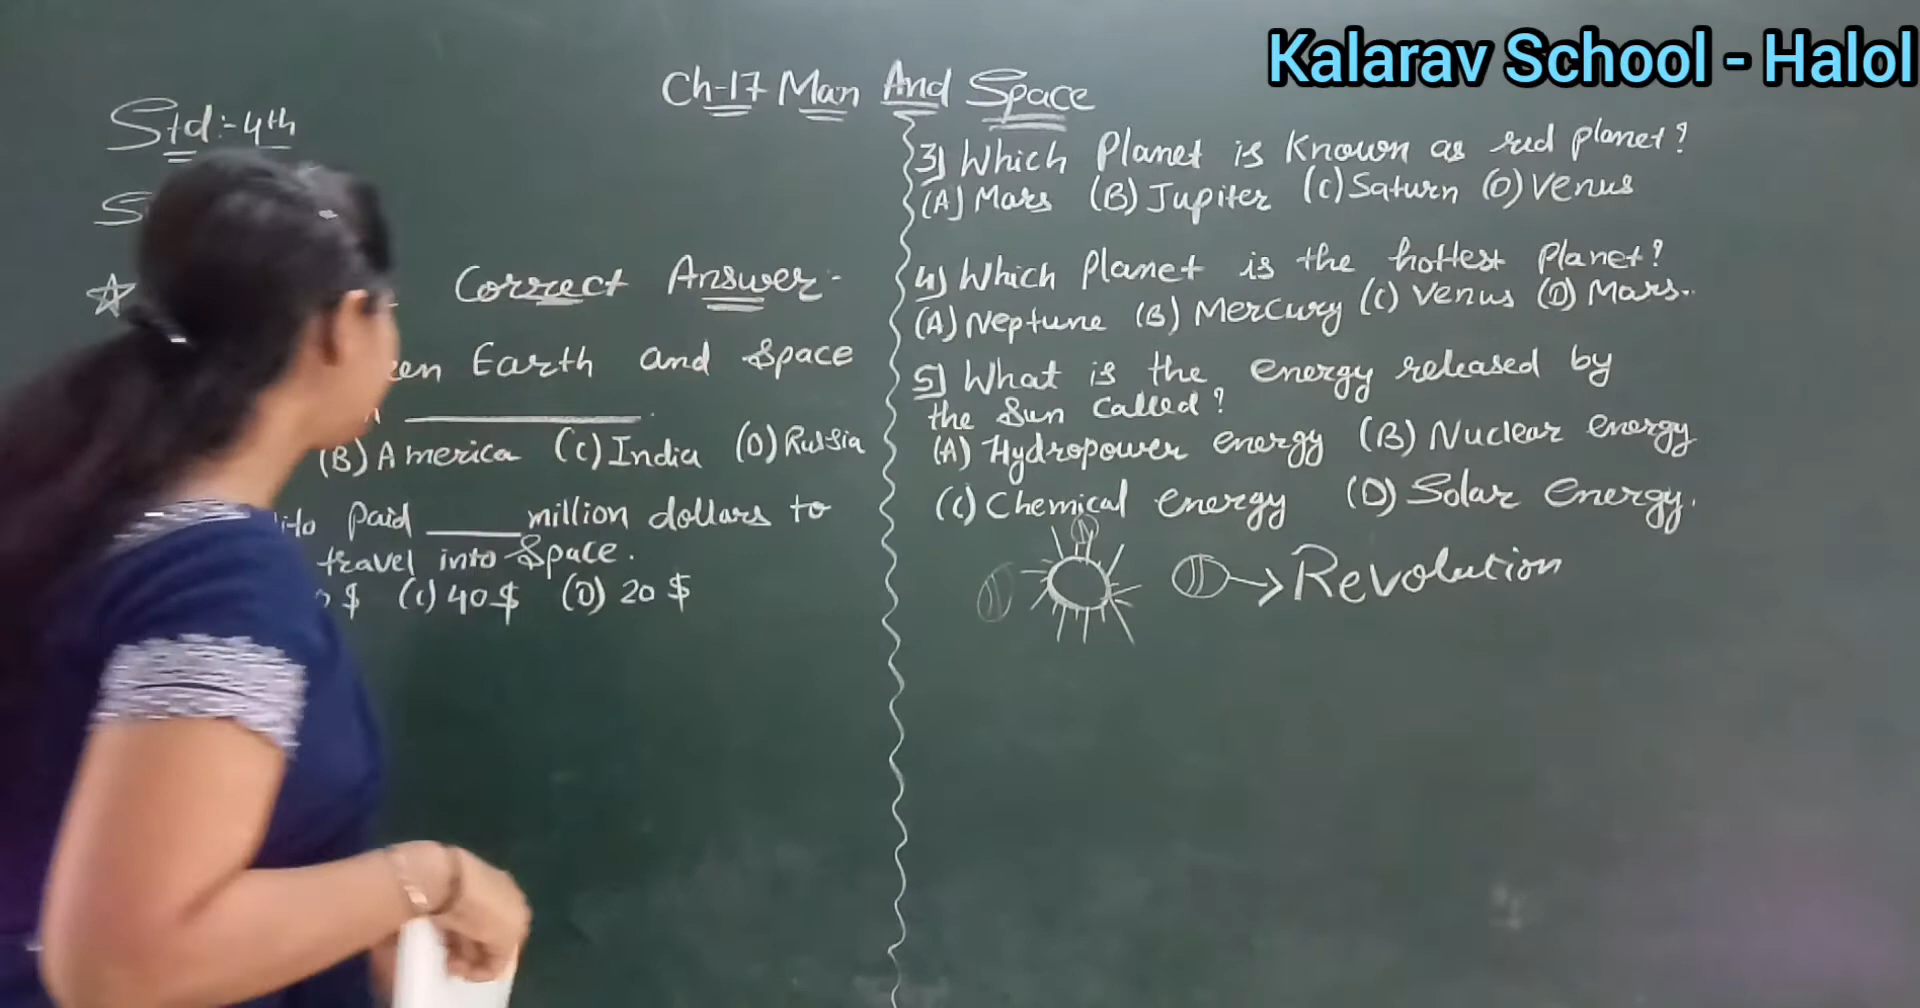 Kalarav School - Halol
Ch-17 Man And Space
Std:- 4th
Correct Answer:-
Earth and Space
(B) America (C) India (D) Russia
paid ____ million dollars to
travel into Space.
$ (C) 40 $ (D) 20 $
3) Which Planet is Known as red planet?
(A) Mars (B) Jupiter (C) Saturn (D) Venus
4) Which Planet is the hottest Planet?
(A) Neptune (B) Mercury (C) Venus (D) Mars.
5) What is the energy released by
the Sun Called?
(A) Hydropower energy (B) Nuclear energy
(C) Chemical energy (D) Solar Energy.
Revolution